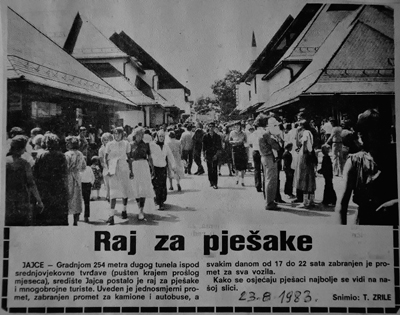 Raj za pješake
JAJCE – Gradnjom 254 metra dugog tunela ispod
srednjovjekovne tvrđave (pušten krajem prošlog
mjeseca), središte Jajca postalo je raj za pješake
i mnogobrojne turiste. Uveden je jednosmjerni pro-
met, zabranjen promet za kamione i autobuse, a
svakim danom od 17 do 22 sata zabranjen je pro-
met za sva vozila.
Kako se osjećaju pješaci najbolje se vidi na na-
šoj slici.
23-8-1983.
Snimio: T. ZRILE